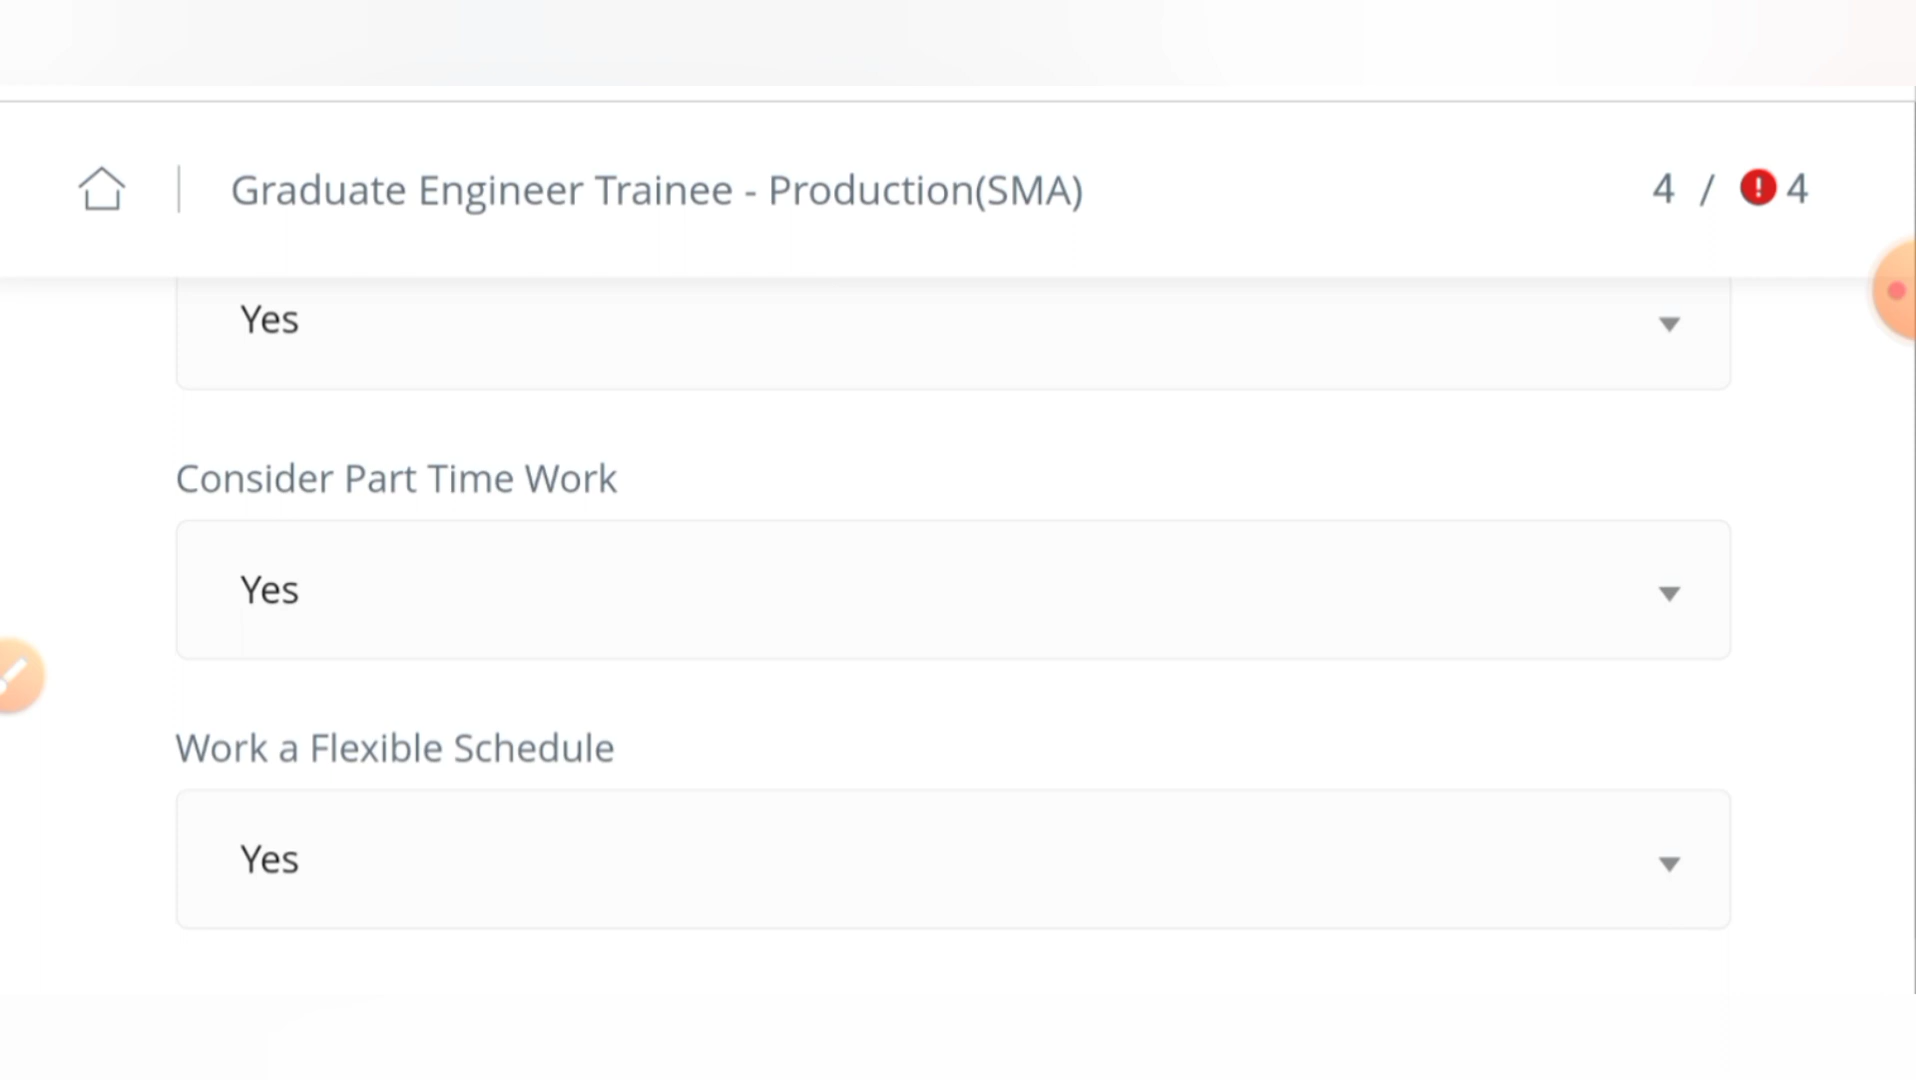 Graduate Engineer Trainee - Production(SMA)
4 / ! 4
Yes
Consider Part Time Work
Yes
Work a Flexible Schedule
Yes